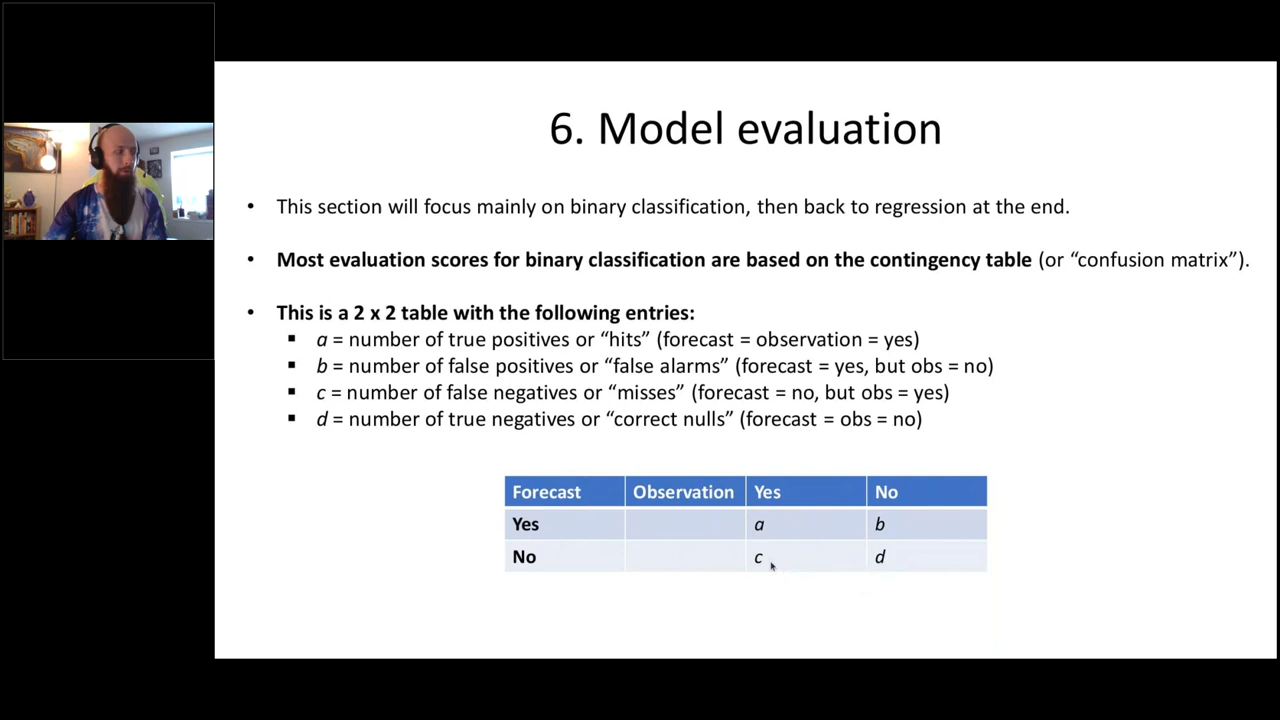 6. Model evaluation
• This section will focus mainly on binary classification, then back to regression at the end.
• Most evaluation scores for binary classification are based on the contingency table (or “confusion matrix”).
• This is a 2 x 2 table with the following entries:
▪ a = number of true positives or “hits” (forecast = observation = yes)
▪ b = number of false positives or “false alarms” (forecast = yes, but obs = no)
▪ c = number of false negatives or “misses” (forecast = no, but obs = yes)
▪ d = number of true negatives or “correct nulls” (forecast = obs = no)
Forecast Observation Yes No
Yes a b
No c d